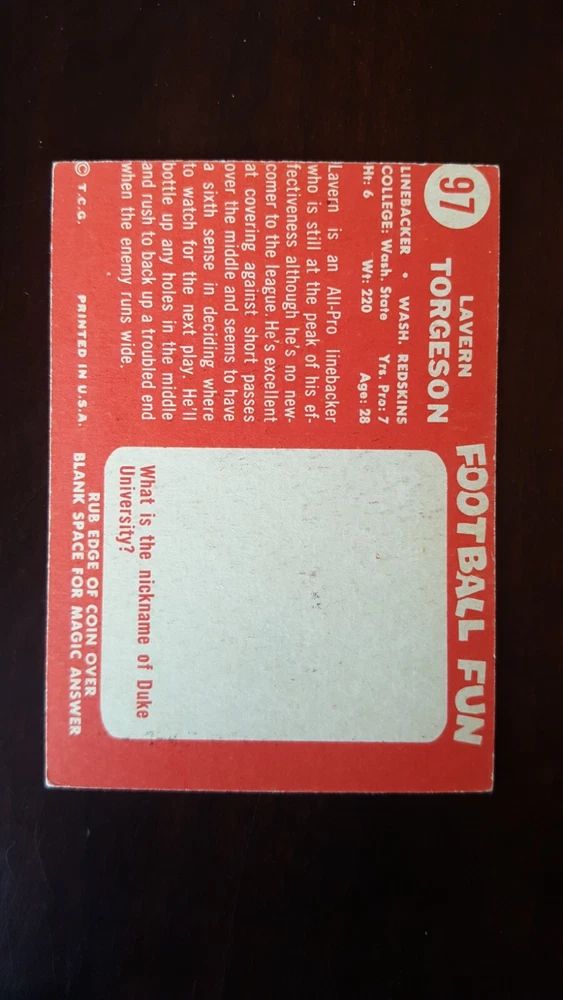 97
LAVERN
TORGESON
LINEBACKER • WASH. REDSKINS
COLLEGE: Wash. State Yrs. Pro: 7
Ht: 6 Wt: 220 Age: 28
Lavern is an All-Pro linebacker
who is still at the peak of his ef-
fectiveness although he's no new-
comer to the league. He's excellent
at covering against short passes
over the middle and seems to have
a sixth sense in deciding where
to watch for the next play. He'll
bottle up any holes in the middle
and rush to back up a troubled end
when the enemy runs wide.
© T.C.G. PRINTED IN U.S.A.
FOOTBALL FUN
What is the nickname of Duke
University?
RUB EDGE OF COIN OVER
BLANK SPACE FOR MAGIC ANSWER